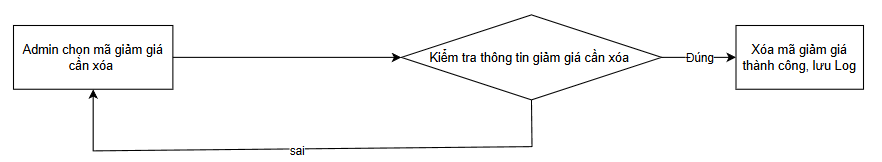 Admin chọn mã giảm giá
cần xóa
Kiểm tra thông tin giảm giá cần xóa
Đúng
Xóa mã giảm giá
thành công, lưu Log
sai